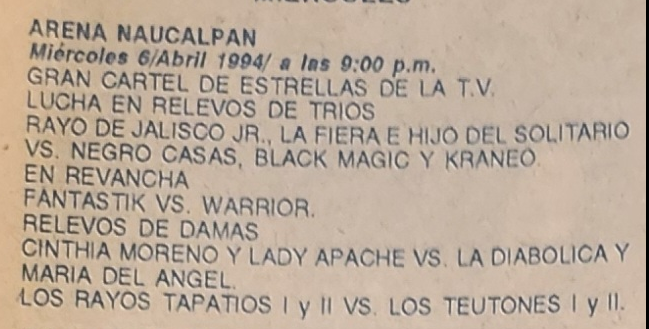 ARENA NAUCALPAN
Miércoles 6/Abril 1994/ a las 9:00 p.m.
GRAN CARTEL DE ESTRELLAS DE LA T.V.
LUCHA EN RELEVOS DE TRIOS
RAYO DE JALISCO JR., LA FIERA E HIJO DEL SOLITARIO
VS. NEGRO CASAS, BLACK MAGIC Y KRANEO.
EN REVANCHA
FANTASTIK VS. WARRIOR.
RELEVOS DE DAMAS
CINTHIA MORENO Y LADY APACHE VS. LA DIABOLICA Y
MARIA DEL ANGEL.
LOS RAYOS TAPATIOS I y II VS. LOS TEUTONES I y II.